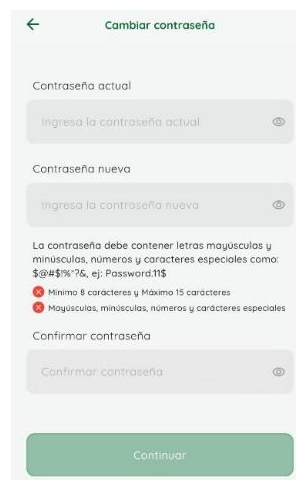 Cambiar contraseña
Contraseña actual
Ingresa la contraseña actual
Contraseña nueva
Ingresa la contraseña nueva
La contraseña debe contener letras mayúsculas y
minúsculas, números y caracteres especiales como:
$@#$!%*?&, ej: Password.11$
Mínimo 8 carácteres y Máximo 15 carácteres
Mayúsculas, minúsculas, números y carácteres especiales
Confirmar contraseña
Confirmar contraseña
Continuar